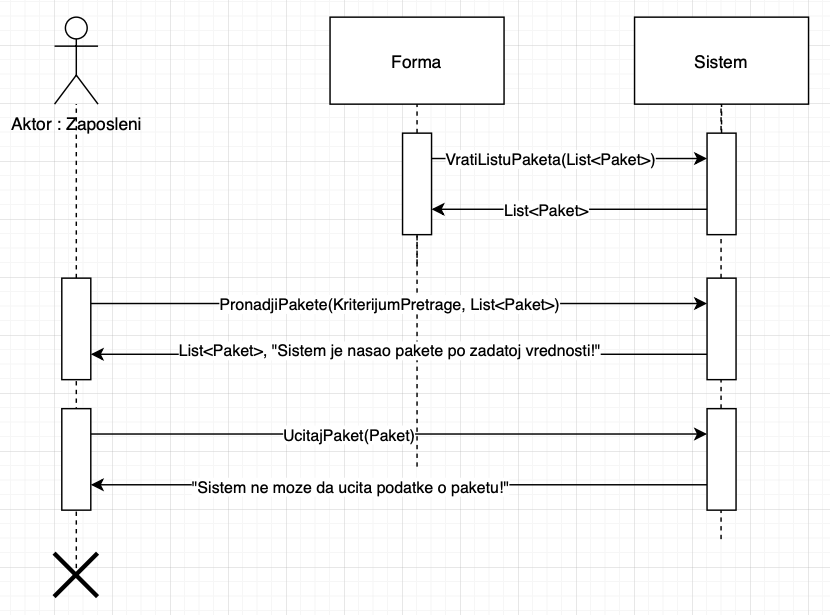 Forma
Sistem
Aktor : Zaposleni
VratiListuPaketa(List<Paket>)
List<Paket>
PronadjiPakete(KriterijumPretrage, List<Paket>)
List<Paket>, "Sistem je nasao pakete po zadatoj vrednosti!"
UcitajPaket(Paket)
"Sistem ne moze da ucita podatke o paketu!"